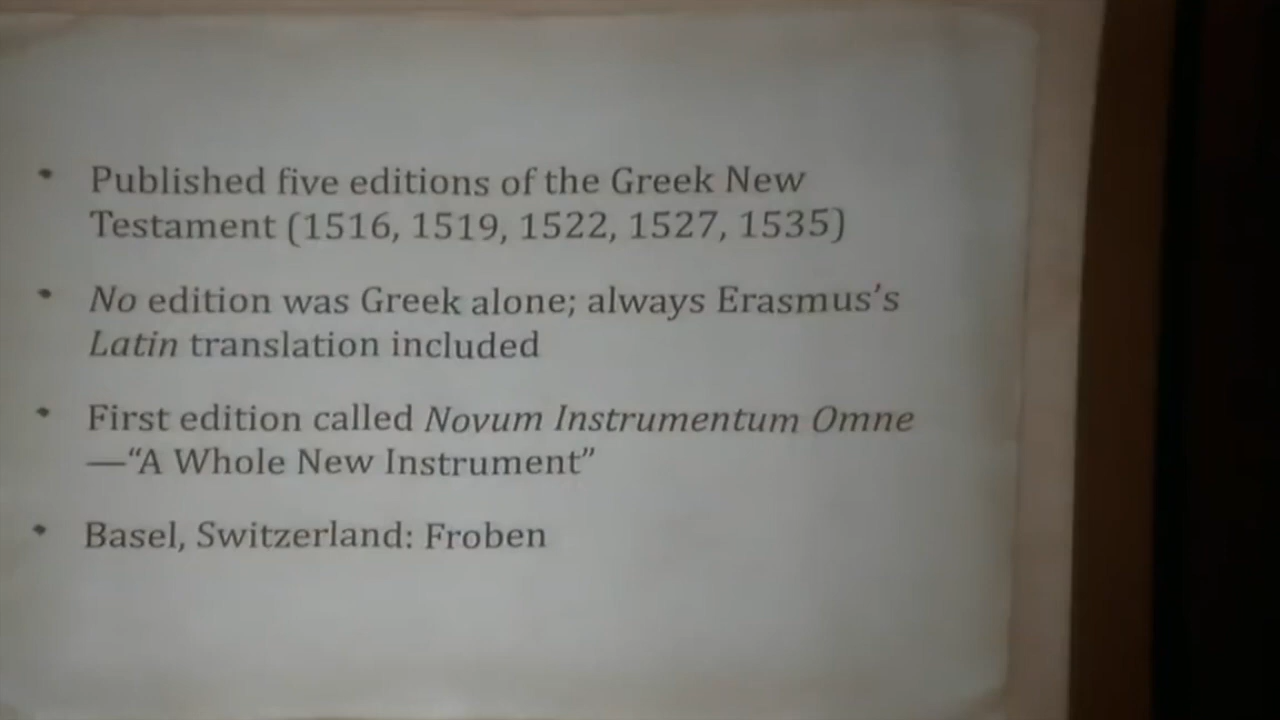 • Published five editions of the Greek New
Testament (1516, 1519, 1522, 1527, 1535)
• No edition was Greek alone; always Erasmus’s
Latin translation included
• First edition called Novum Instrumentum Omne
—“A Whole New Instrument”
• Basel, Switzerland: Froben